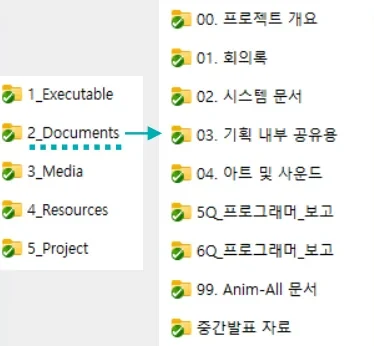 1_Executable
2_Documents
3_Media
4_Resources
5_Project
00. 프로젝트 개요
01. 회의록
02. 시스템 문서
03. 기획 내부 공유용
04. 아트 및 사운드
5Q_프로그래머_보고
6Q_프로그래머_보고
99. Anim-All 문서
중간발표 자료